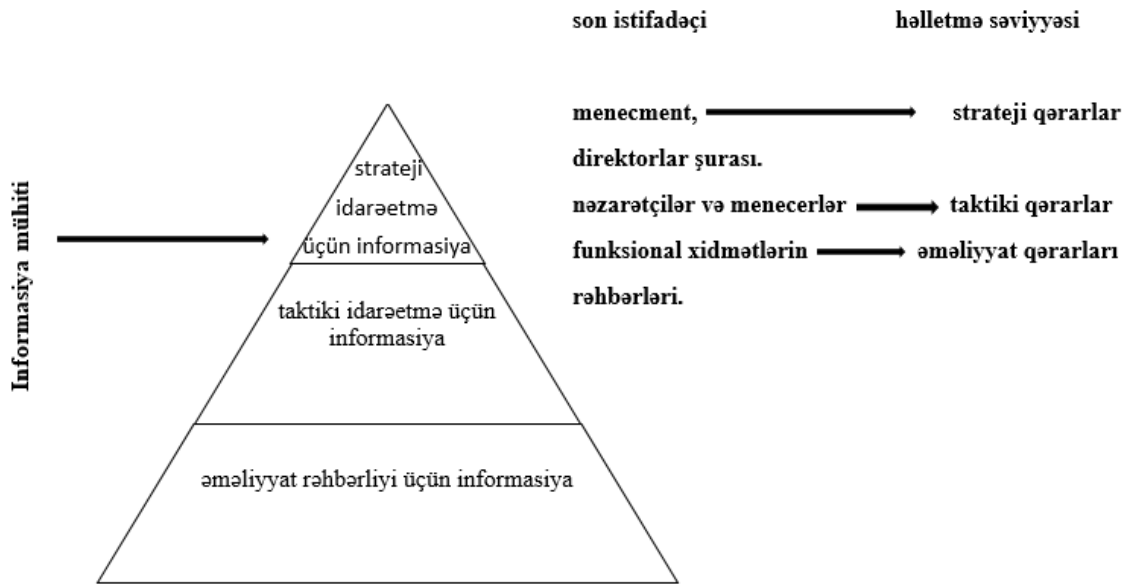 son istifadəçi həlletmə səviyyəsi
menecment, strateji qərarlar
direktorlar şurası.
nəzarətçilər və menecerlər taktiki qərarlar
funksional xidmətlərin əməliyyat qərarları
rəhbərləri.
Informasiya mühiti
strateji
idarəetmə
üçün informasiya
taktiki idarəetmə üçün
informasiya
əməliyyat rəhbərliyi üçün informasiya